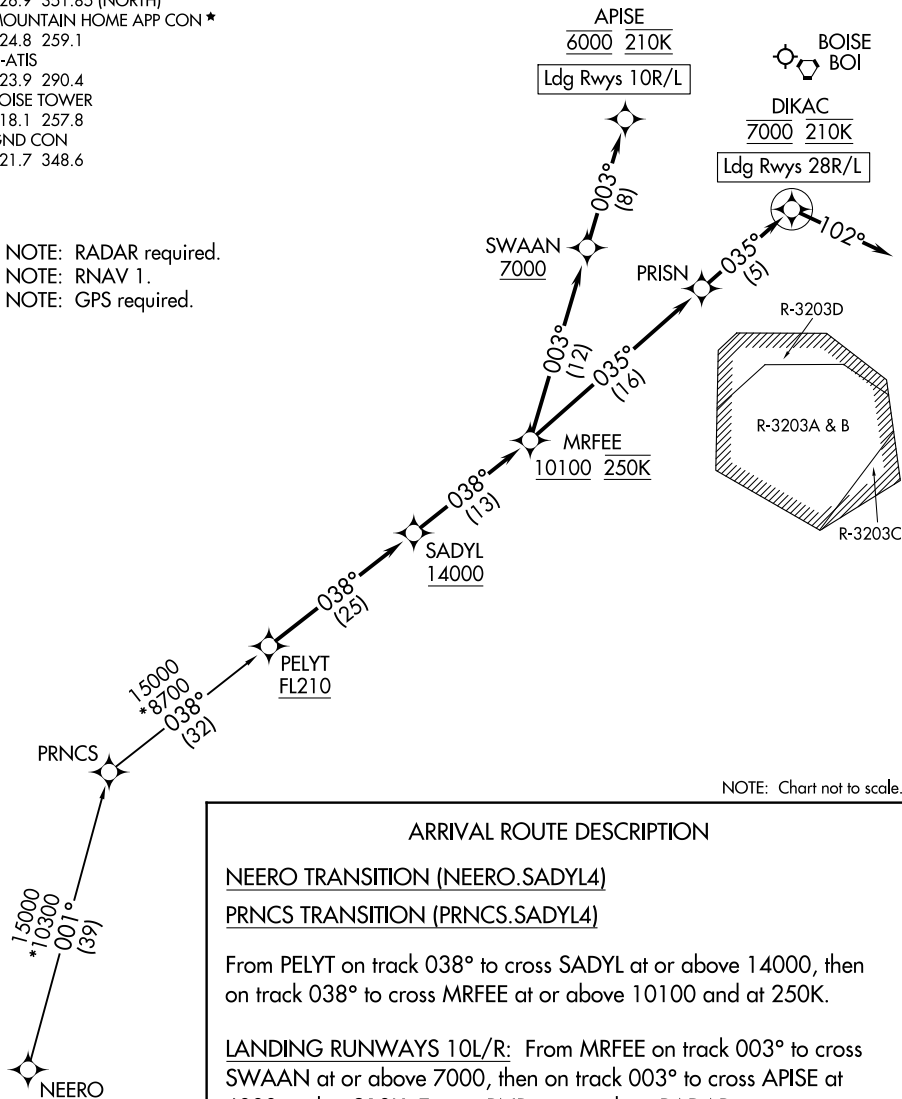 MOUNTAIN HOME APP CON ★
24.8 259.1
-ATIS
23.9 290.4
OISE TOWER
18.1 257.8
GND CON
21.7 348.6
NOTE: RADAR required.
NOTE: RNAV 1.
NOTE: GPS required.
APISE
6000 210K
Ldg Rwys 10R/L
BOISE
BOI
DIKAC
7000 210K
Ldg Rwys 28R/L
003°
(8)
102°
SWAAN
7000
PRISN
035°
(5)
R-3203D
003°
(12)
035°
(16)
R-3203A & B
MRFEE
10100 250K
038°
(13)
R-3203C
SADYL
14000
038°
(25)
PELYT
FL210
15000
*8700
038°
(32)
PRNCS
NOTE: Chart not to scale.
15000
*10300
001°
(39)
NEERO
ARRIVAL ROUTE DESCRIPTION
NEERO TRANSITION (NEERO.SADYL4)
PRNCS TRANSITION (PRNCS.SADYL4)
From PELYT on track 038° to cross SADYL at or above 14000, then
on track 038° to cross MRFEE at or above 10100 and at 250K.
LANDING RUNWAYS 10L/R: From MRFEE on track 003° to cross
SWAAN at or above 7000, then on track 003° to cross APISE at